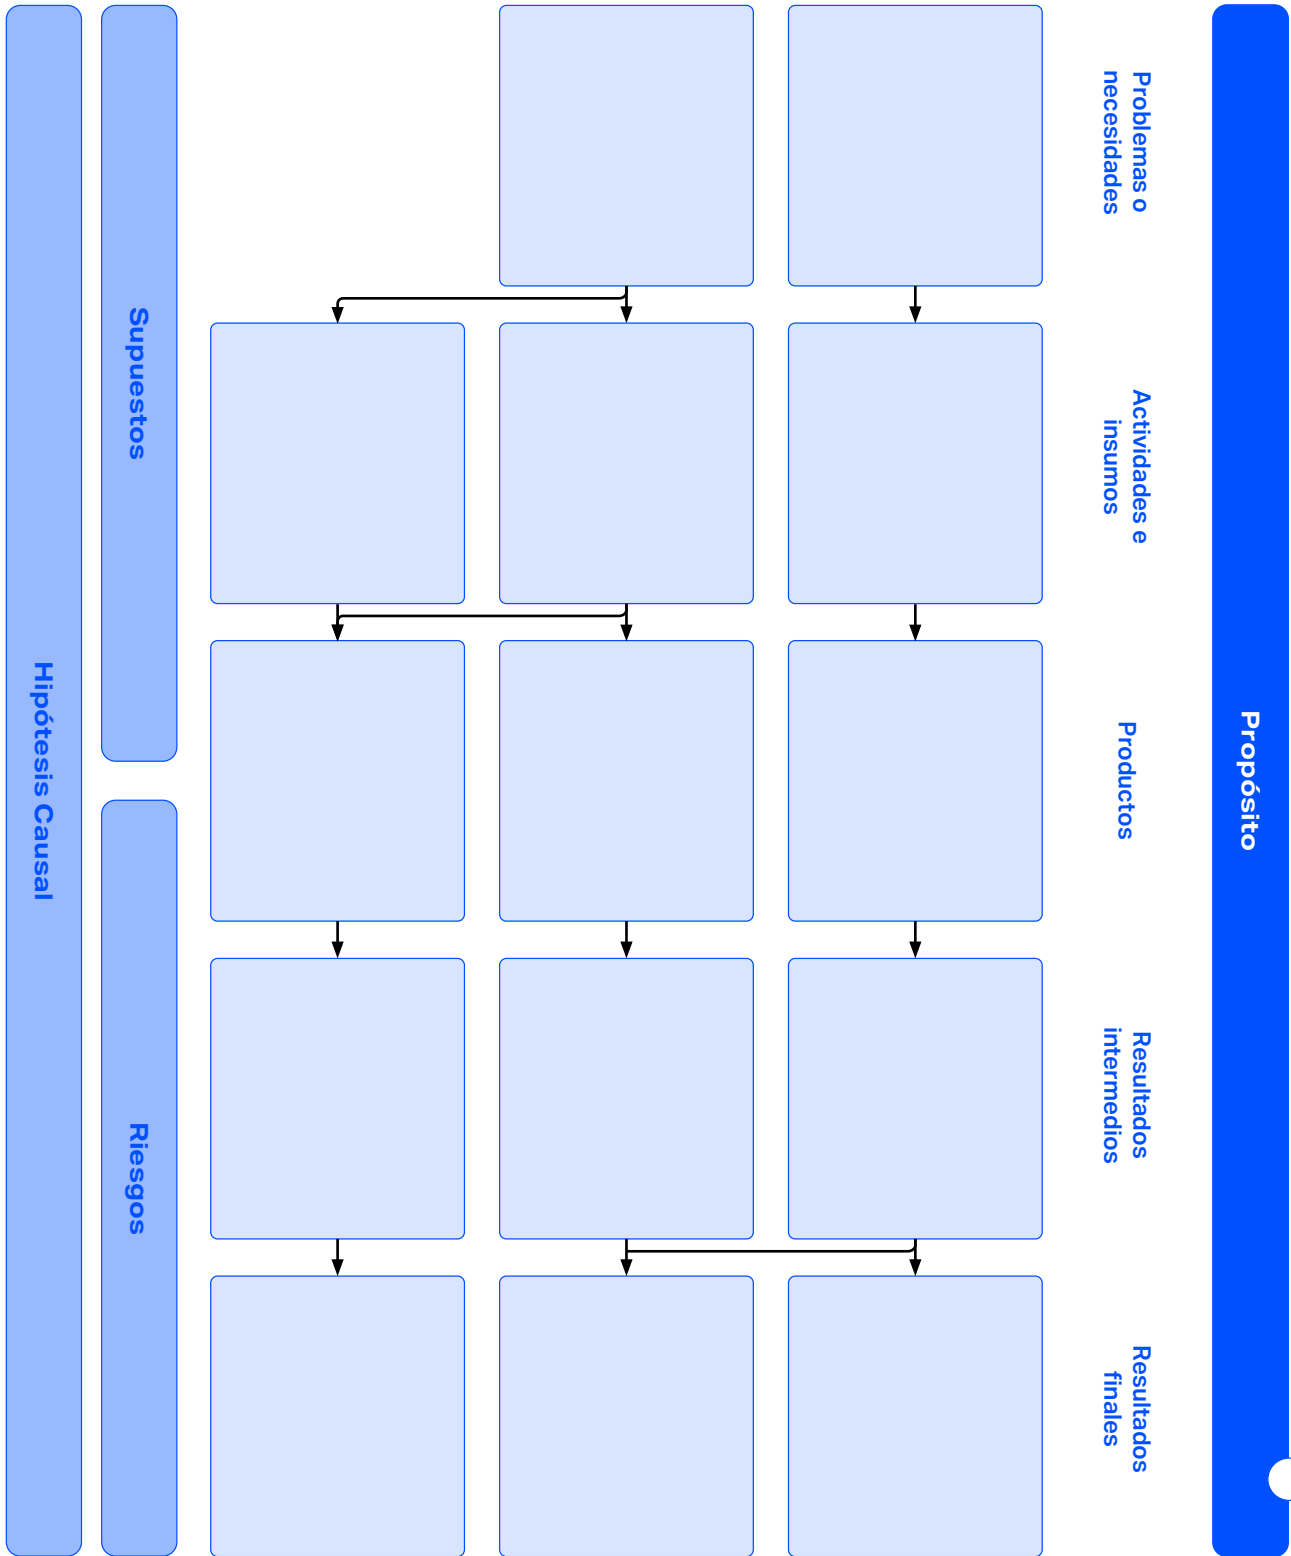 Propósito
Problemas o
necesidades
Actividades e
insumos
Productos
Resultados
intermedios
Resultados
finales
Supuestos
Riesgos
Hipótesis Causal